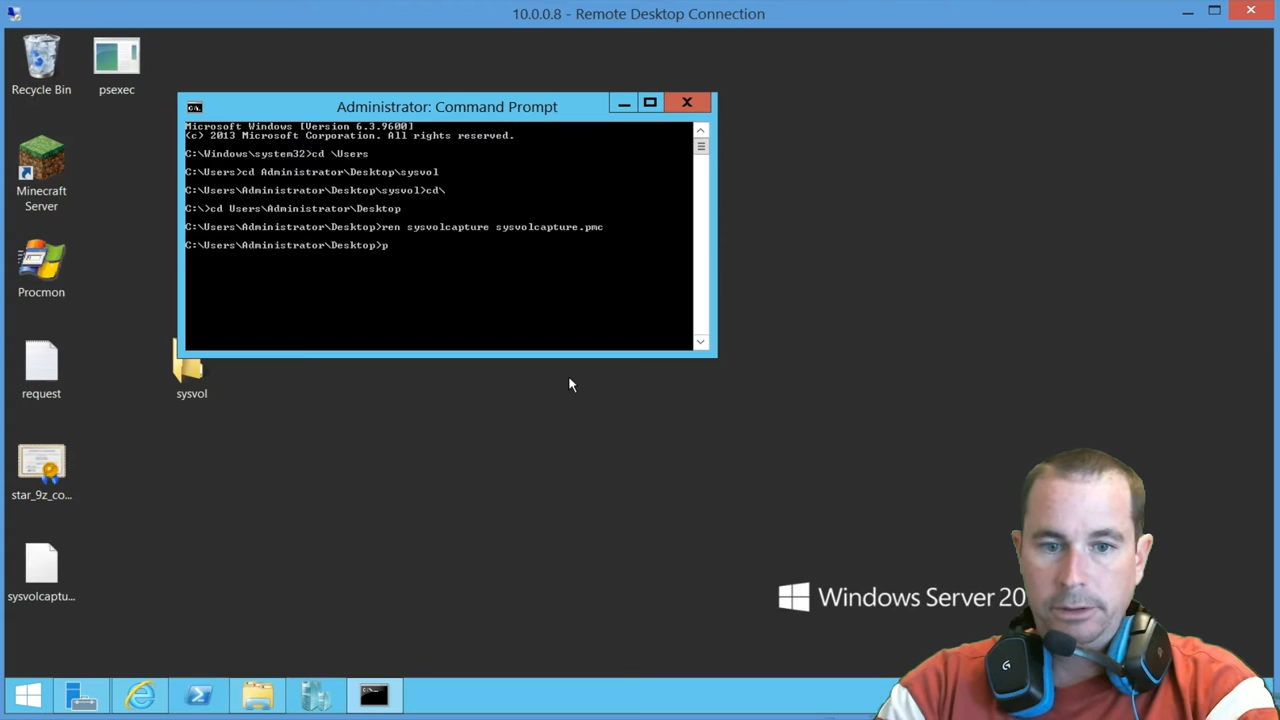 10.0.0.8 - Remote Desktop Connection
Recycle Bin
psexec
Minecraft
Server
Procmon
request
star_9z_co...
sysvolcaptu...
sysvol
Administrator: Command Prompt
Microsoft Windows [Version 6.3.9600]
(c) 2013 Microsoft Corporation. All rights reserved.
C:\Windows\system32>cd \Users
C:\Users>cd Administrator\Desktop\sysvol
C:\Users\Administrator\Desktop\sysvol>cd\
C:\>cd Users\Administrator\Desktop
C:\Users\Administrator\Desktop>ren sysvolcapture sysvolcapture.pmc
C:\Users\Administrator\Desktop>p
Windows Server 20